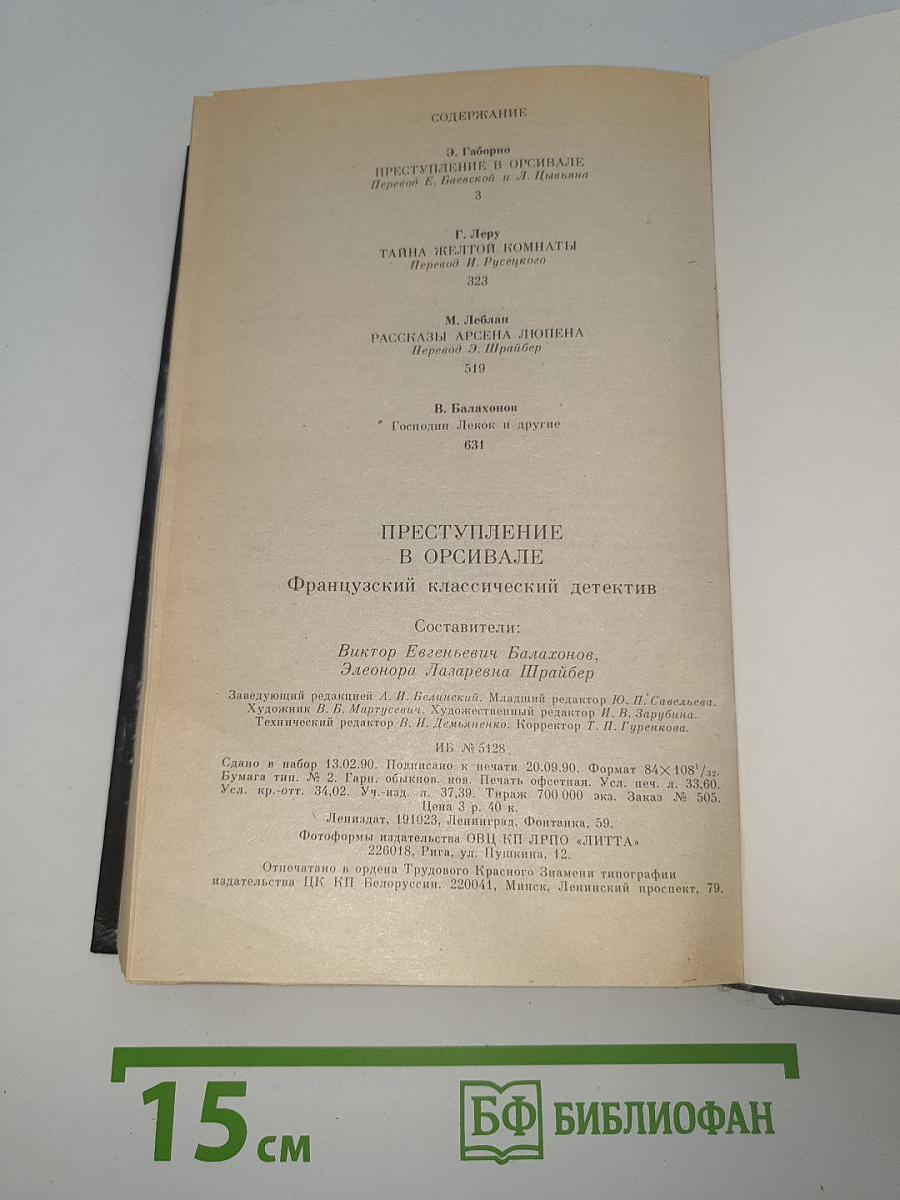 СОДЕРЖАНИЕ
Э. Габорио
ПРЕСТУПЛЕНИЕ В ОРСИВАЛЕ
Перевод Е. Баевской и Л. Цывьяна
3
Г. Леру
ТАЙНА ЖЕЛТОЙ КОМНАТЫ
Перевод И. Русецкого
323
М. Леблан
РАССКАЗЫ АРСЕНА ЛЮПЕНА
Перевод Э. Шрайбер
519
В. Балахонов
Господин Лекок и другие
631
ПРЕСТУПЛЕНИЕ
В ОРСИВАЛЕ
Французский классический детектив
Составители:
Виктор Евгеньевич Балахонов,
Элеонора Лазаревна Шрайбер
Заведующий редакцией А. И. Белинский. Младший редактор Ю. П. Савельева.
Художник В. Б. Мартусевич. Художественный редактор И. В. Зарубина.
Технический редактор В. И. Демьяненко. Корректор Т. П. Гуренкова.
ИБ № 5128
Сдано в набор 13.02.90. Подписано к печати 20.09.90. Формат 84×108¹/₃₂.
Бумага тип. № 2. Гарн. обыкнов. нов. Печать офсетная. Усл. печ. л. 33,60.
Усл. кр.-отт. 34,02. Уч.-изд. л. 37,39. Тираж 700 000 экз. Заказ № 505.
Цена 3 р. 40 к.
Лениздат, 191023, Ленинград, Фонтанка, 59.
Фотоформы издательства ОВЦ КП ЛРПО «ЛИТТА»
226018, Рига, ул. Пушкина, 12.
Отпечатано в ордена Трудового Красного Знамени типографии
издательства ЦК КП Белоруссии. 220041, Минск, Ленинский проспект, 79.
15 см
БФ БИБЛИОФАН